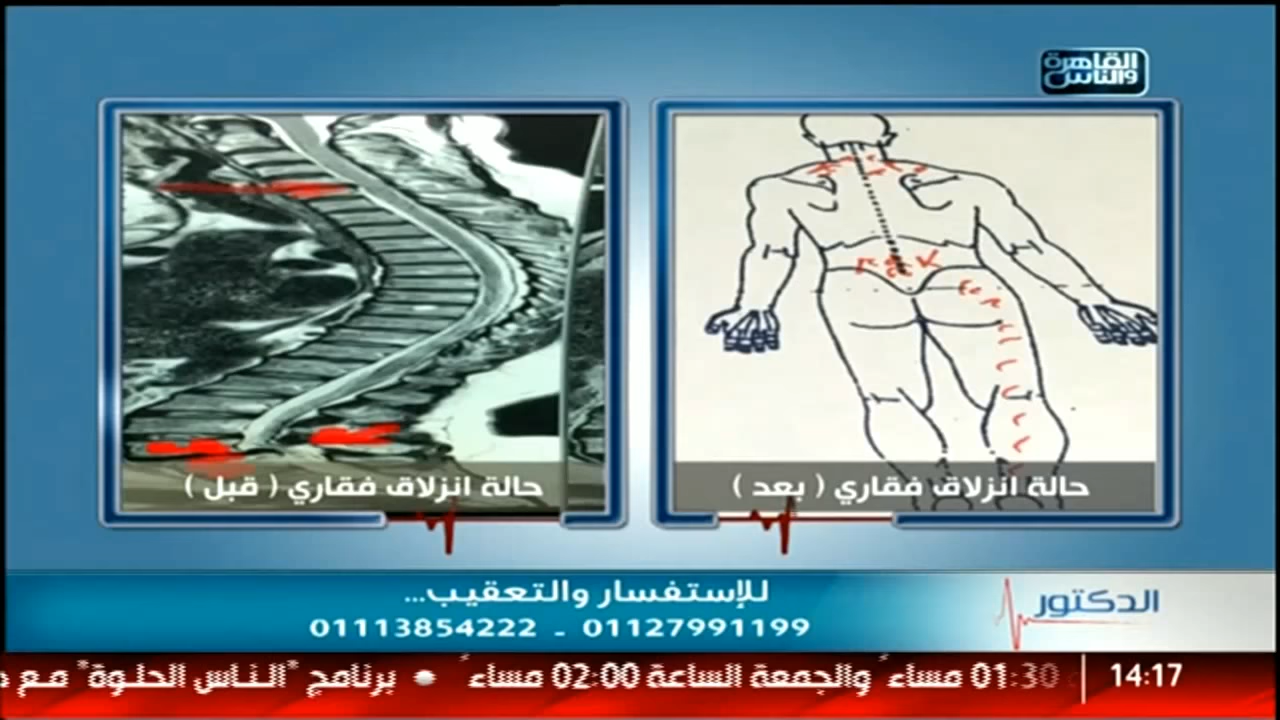 القاهرة
والناس
حالة انزلاق فقاري ( بعد )
حالة انزلاق فقاري ( قبل )
للإستفسار والتعقيب...
01113854222 - 01127991199
الدكتور
14:17
01:30 مساءً والجمعة الساعة 02:00 مساءً • برنامج "الناس الحلوة" مع